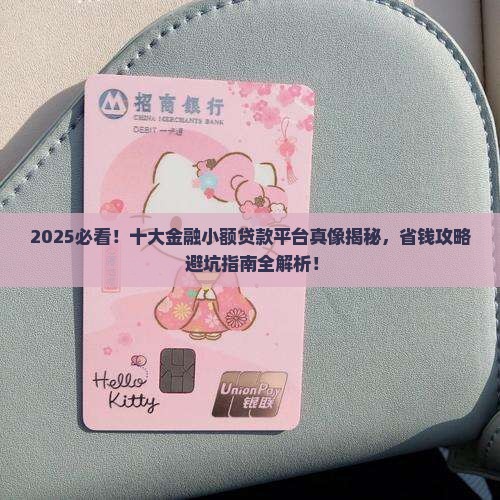 招商银行
CHINA MERCHANTS BANK
DEBIT 一卡通
2025必看！十大金融小额贷款平台真像揭秘，省钱攻略
避坑指南全解析！
Hello
Kitty
UnionPay
银联